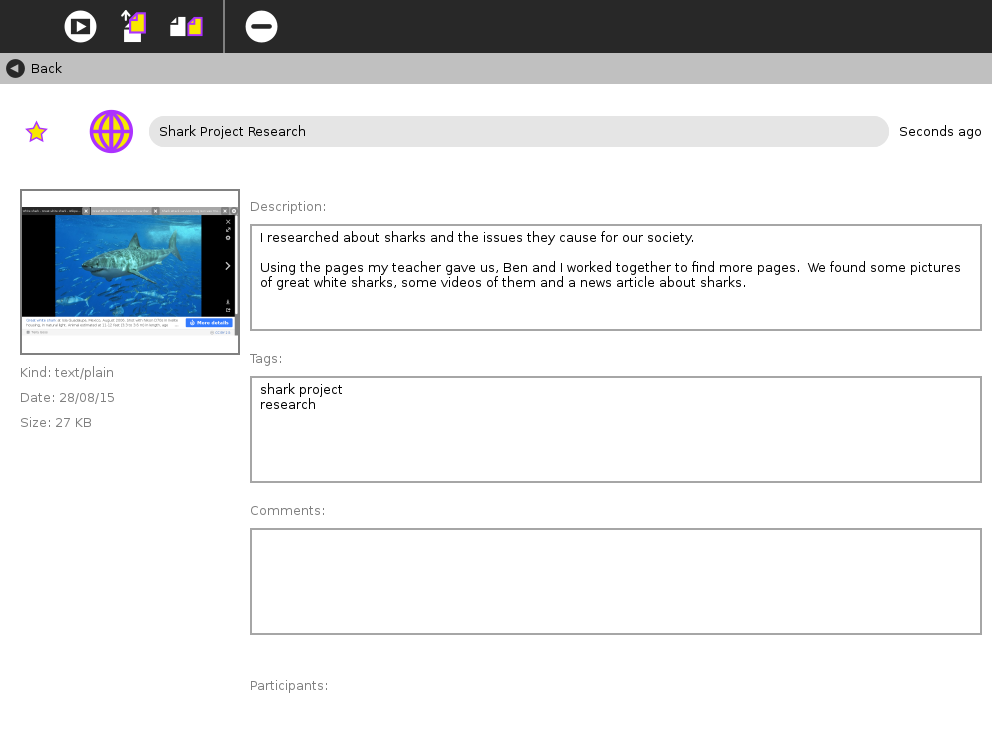 Back
Shark Project Research
Seconds ago
Description:
I researched about sharks and the issues they cause for our society.
Using the pages my teacher gave us, Ben and I worked together to find more pages.  We found some pictures
of great white sharks, some videos of them and a news article about sharks.
More details
Kind: text/plain
Date: 28/08/15
Size: 27 KB
Tags:
shark project
research
Comments:
Participants: